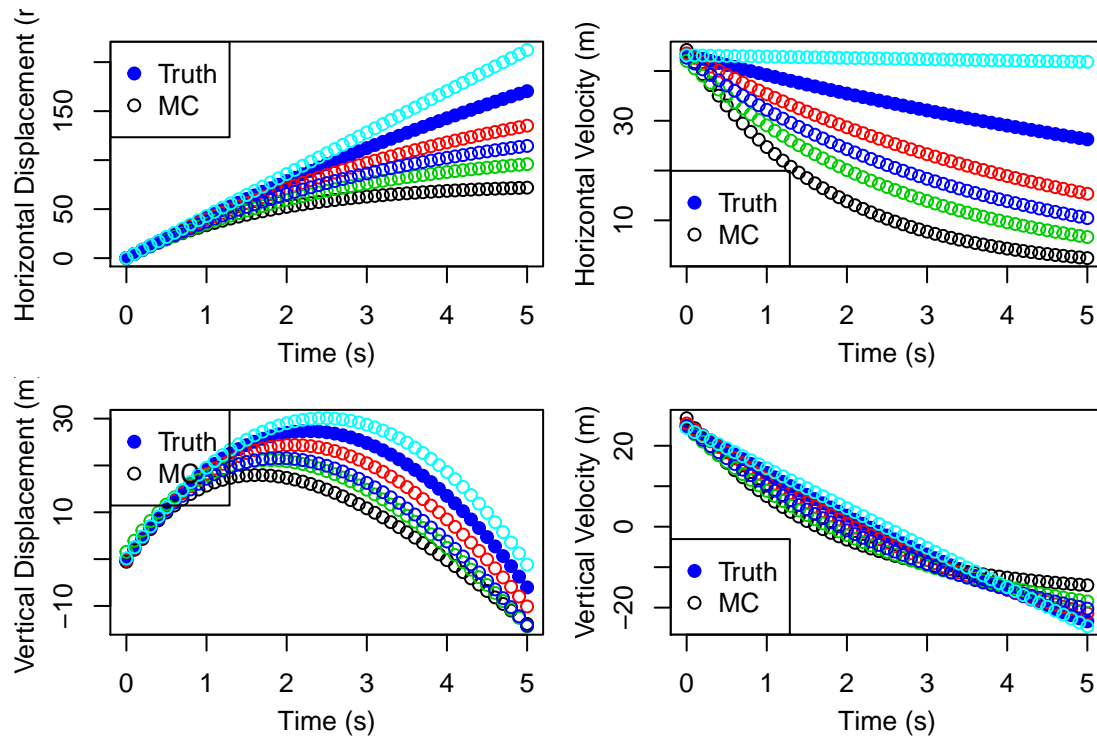 Horizontal Displacement (r
150
50
0
Truth
MC
0 1 2 3 4 5
Time (s)
Horizontal Velocity (m)
30
10
Truth
MC
0 1 2 3 4 5
Time (s)
Vertical Displacement (m
30
10
−10
Truth
MC
0 1 2 3 4 5
Time (s)
Vertical Velocity (m)
20
0
−20
Truth
MC
0 1 2 3 4 5
Time (s)